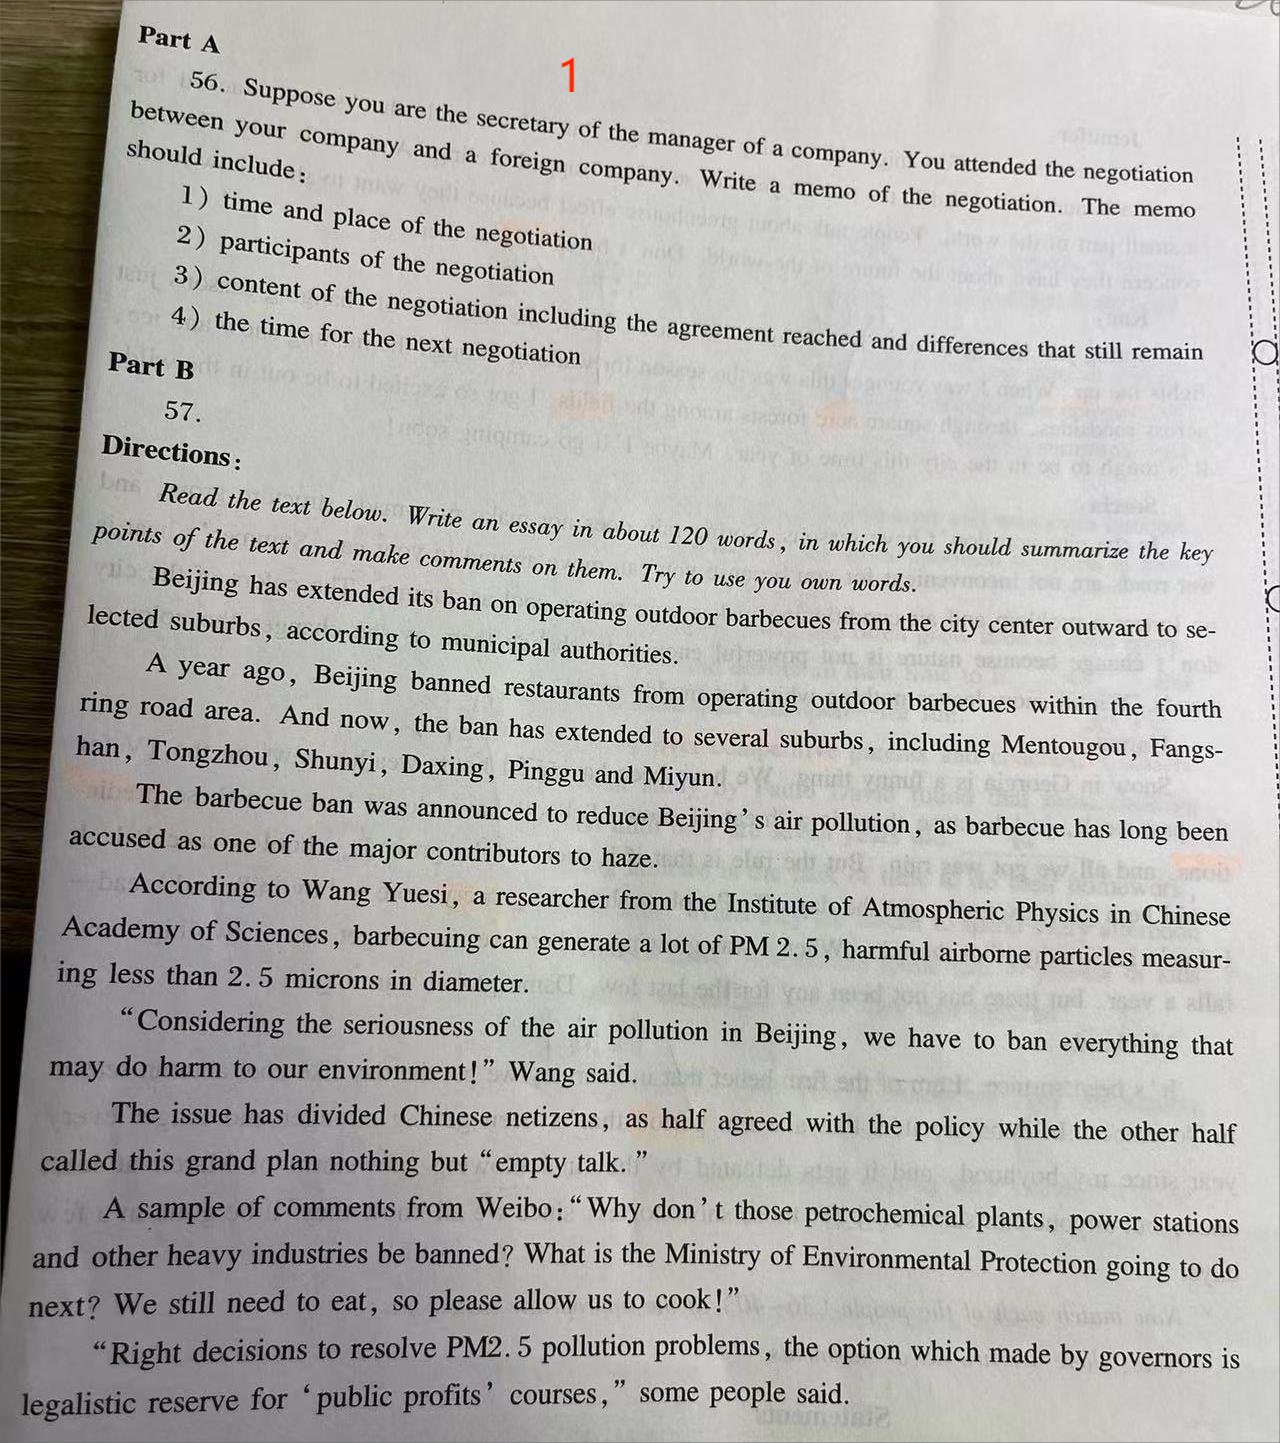 Part A
1
56. Suppose you are the secretary of the manager of a company. You attended the negotiation
between your company and a foreign company. Write a memo of the negotiation. The memo
should include:
1) time and place of the negotiation
2) participants of the negotiation
3) content of the negotiation including the agreement reached and differences that still remain
4) the time for the next negotiation
Part B
57.
Directions:
Read the text below. Write an essay in about 120 words, in which you should summarize the key
points of the text and make comments on them. Try to use you own words.
Beijing has extended its ban on operating outdoor barbecues from the city center outward to se-
lected suburbs, according to municipal authorities.
A year ago, Beijing banned restaurants from operating outdoor barbecues within the fourth
ring road area. And now, the ban has extended to several suburbs, including Mentougou, Fangs-
han, Tongzhou, Shunyi, Daxing, Pinggu and Miyun.
The barbecue ban was announced to reduce Beijing's air pollution, as barbecue has long been
accused as one of the major contributors to haze.
According to Wang Yuesi, a researcher from the Institute of Atmospheric Physics in Chinese
Academy of Sciences, barbecuing can generate a lot of PM 2.5, harmful airborne particles measur-
ing less than 2.5 microns in diameter.
“Considering the seriousness of the air pollution in Beijing, we have to ban everything that
may do harm to our environment!” Wang said.
The issue has divided Chinese netizens, as half agreed with the policy while the other half
called this grand plan nothing but “empty talk.”
A sample of comments from Weibo: “Why don't those petrochemical plants, power stations
and other heavy industries be banned? What is the Ministry of Environmental Protection going to do
next? We still need to eat, so please allow us to cook!”
“Right decisions to resolve PM2.5 pollution problems, the option which made by governors is
legalistic reserve for ‘public profits’ courses,” some people said.